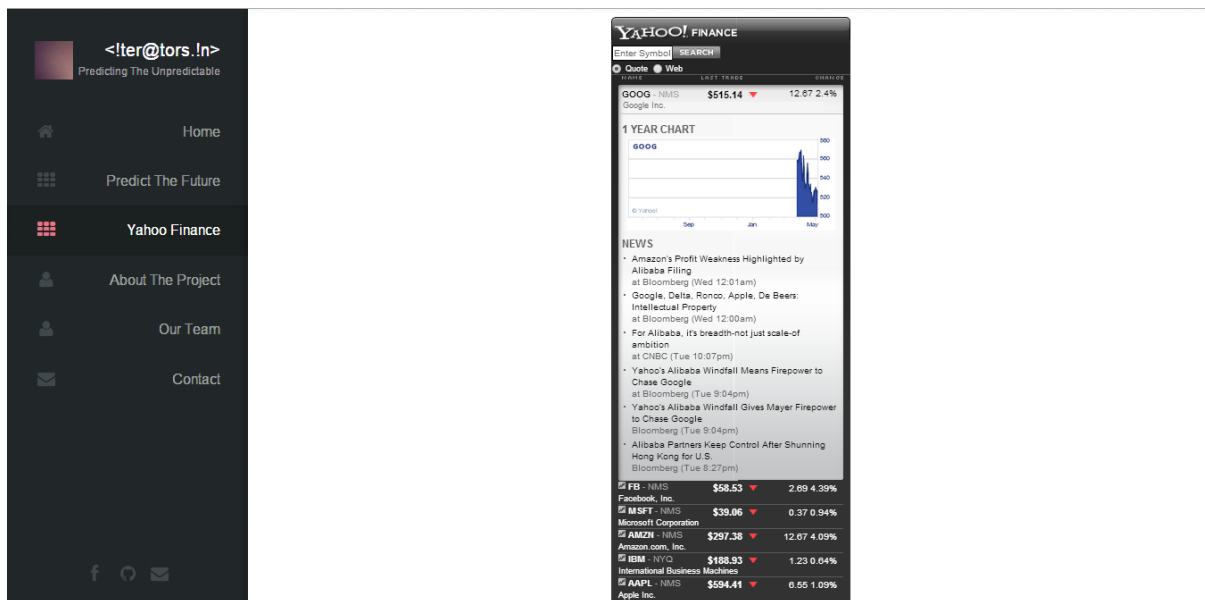 <!ter@tors.!n>
Predicting The Unpredictable
Home
Predict The Future
Yahoo Finance
About The Project
Our Team
Contact
YAHOO! FINANCE
Enter Symbol SEARCH
Quote Web
NAME LAST TRADE CHANGE
GOOG - NMS $515.14 12.67 2.4%
Google Inc.
1 YEAR CHART
GOOG
580
560
540
520
500
© Yahoo!
Sep Jan May
NEWS
· Amazon's Profit Weakness Highlighted by
Alibaba Filing
at Bloomberg (Wed 12:01am)
· Google, Delta, Ronco, Apple, De Beers:
Intellectual Property
at Bloomberg (Wed 12:00am)
· For Alibaba, it's breadth-not just scale-of
ambition
at CNBC (Tue 10:07pm)
· Yahoo's Alibaba Windfall Means Firepower to
Chase Google
at Bloomberg (Tue 9:04pm)
· Yahoo's Alibaba Windfall Gives Mayer Firepower
to Chase Google
Bloomberg (Tue 9:04pm)
· Alibaba Partners Keep Control After Shunning
Hong Kong for U.S.
Bloomberg (Tue 8:27pm)
FB - NMS $58.53 2.69 4.39%
Facebook, Inc.
MSFT - NMS $39.06 0.37 0.94%
Microsoft Corporation
AMZN - NMS $297.38 12.67 4.09%
Amazon.com, Inc.
IBM - NYQ $188.93 1.23 0.64%
International Business Machines
AAPL - NMS $594.41 6.55 1.09%
Apple Inc.